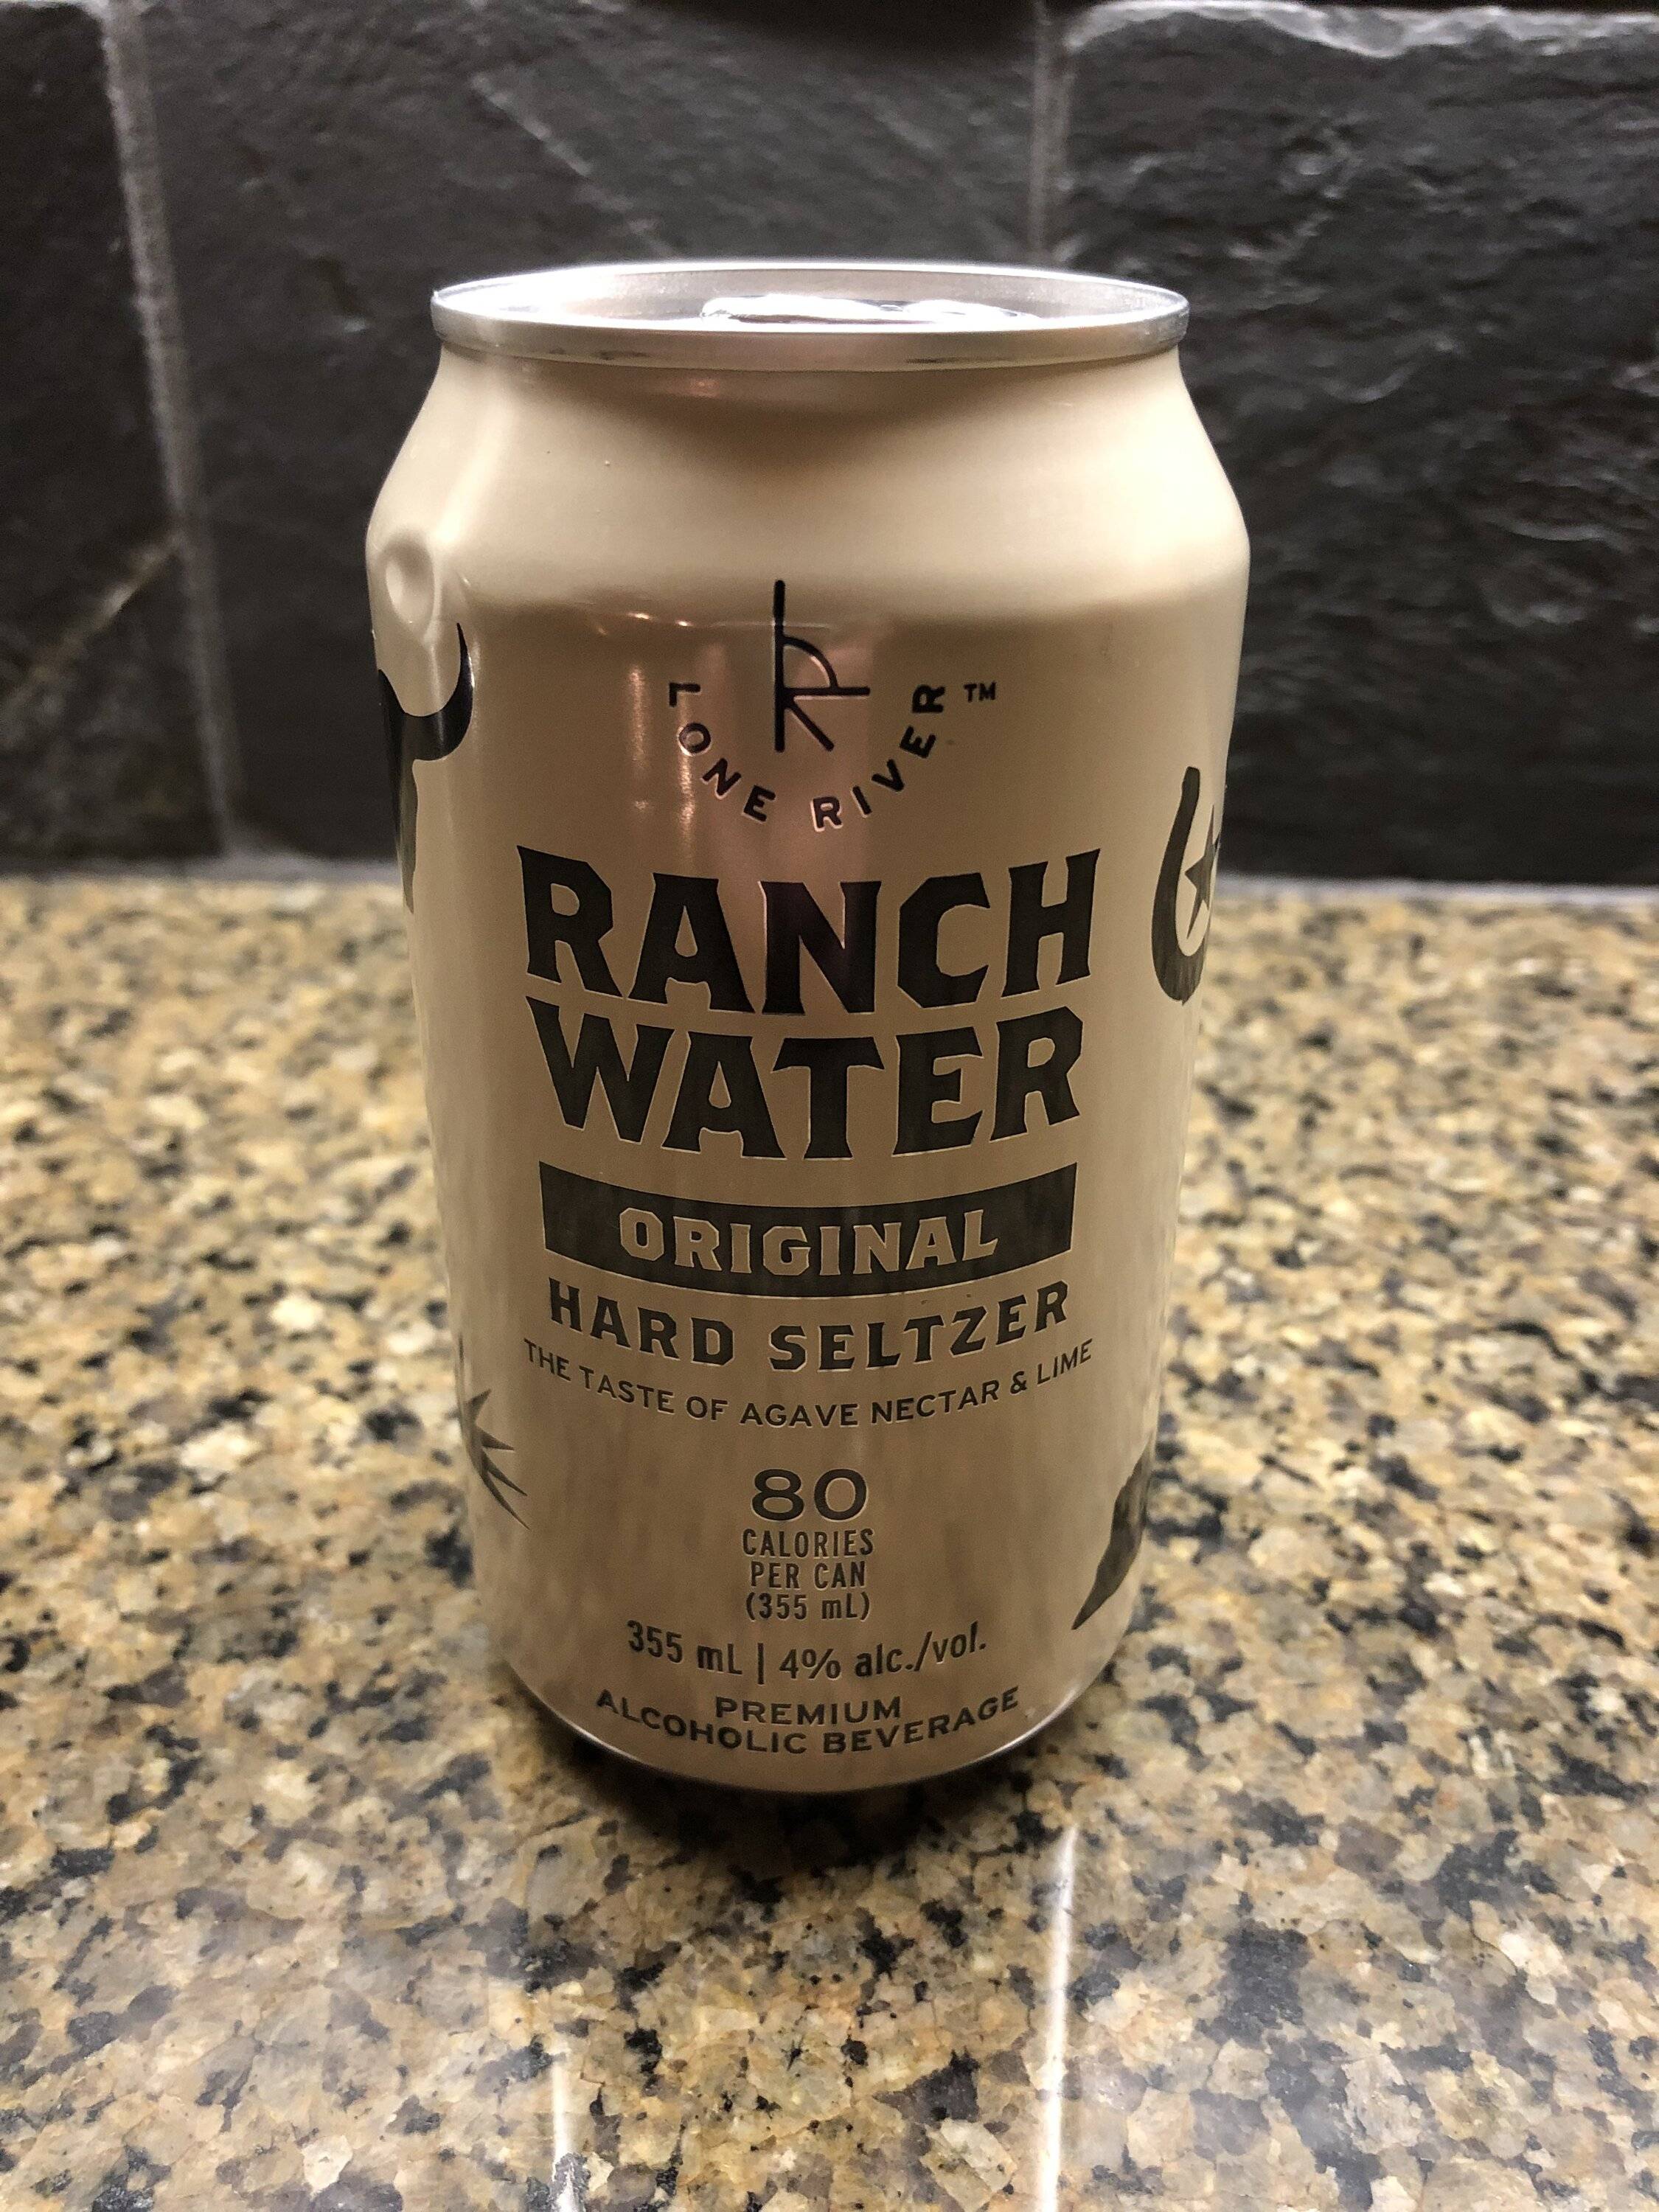 LONE RIVER™
RANCH
WATER
ORIGINAL
HARD SELTZER
THE TASTE OF AGAVE NECTAR & LIME
80
CALORIES
PER CAN
(355 mL)
355 mL | 4% alc./vol.
PREMIUM
ALCOHOLIC BEVERAGE